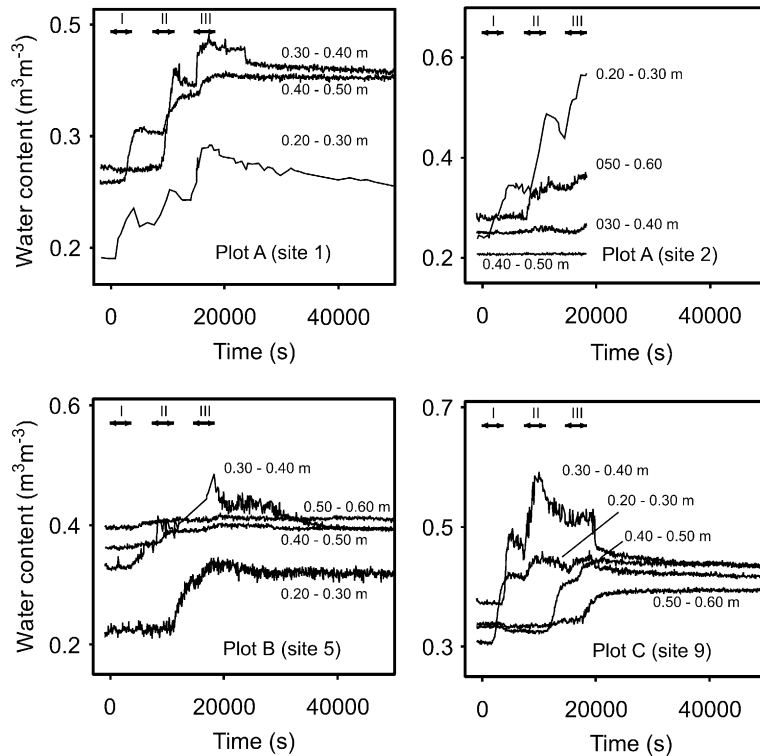 I II III
0.5
0.30 - 0.40 m
0.40 - 0.50 m
0.3
0.20 - 0.30 m
0.2
Plot A (site 1)
0 20000 40000
Time (s)
Water content (m³m⁻³)
I II III
0.6
0.20 - 0.30 m
0.4
050 - 0.60
030 - 0.40 m
0.2
0.40 - 0.50 m
Plot A (site 2)
0 20000 40000
Time (s)
0.6
I II III
0.30 - 0.40 m
0.50 - 0.60 m
0.4
0.40 - 0.50 m
0.20 - 0.30 m
0.2
Plot B (site 5)
0 20000 40000
Time (s)
Water content (m³m⁻³)
0.7
I II III
0.30 - 0.40 m
0.20 - 0.30 m
0.5
0.40 - 0.50 m
0.50 - 0.60 m
0.3
Plot C (site 9)
0 20000 40000
Time (s)